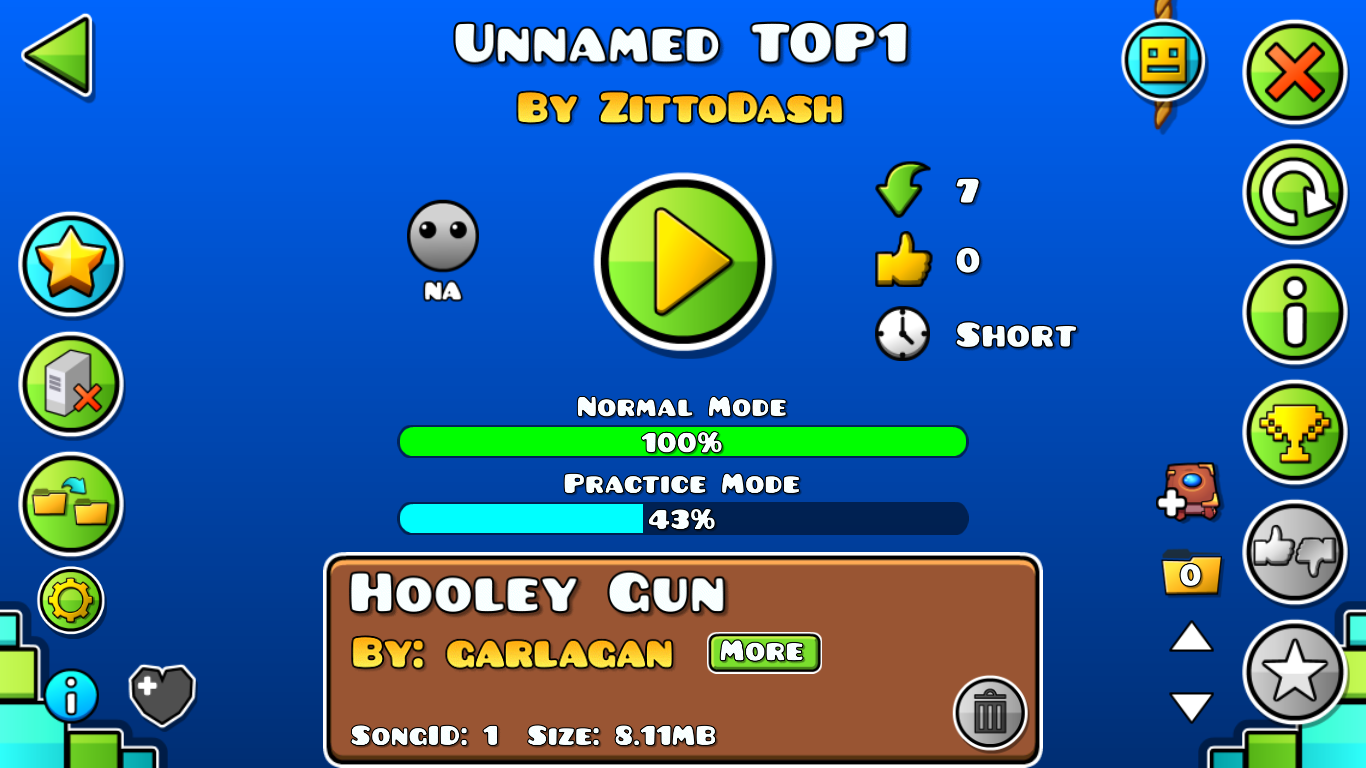 Unnamed TOP1
By ZittoDash
7
NA
0
Short
Normal Mode
100%
Practice Mode
43%
Hooley Gun
By: garlagan More
0
SongID: 1 Size: 8.11MB